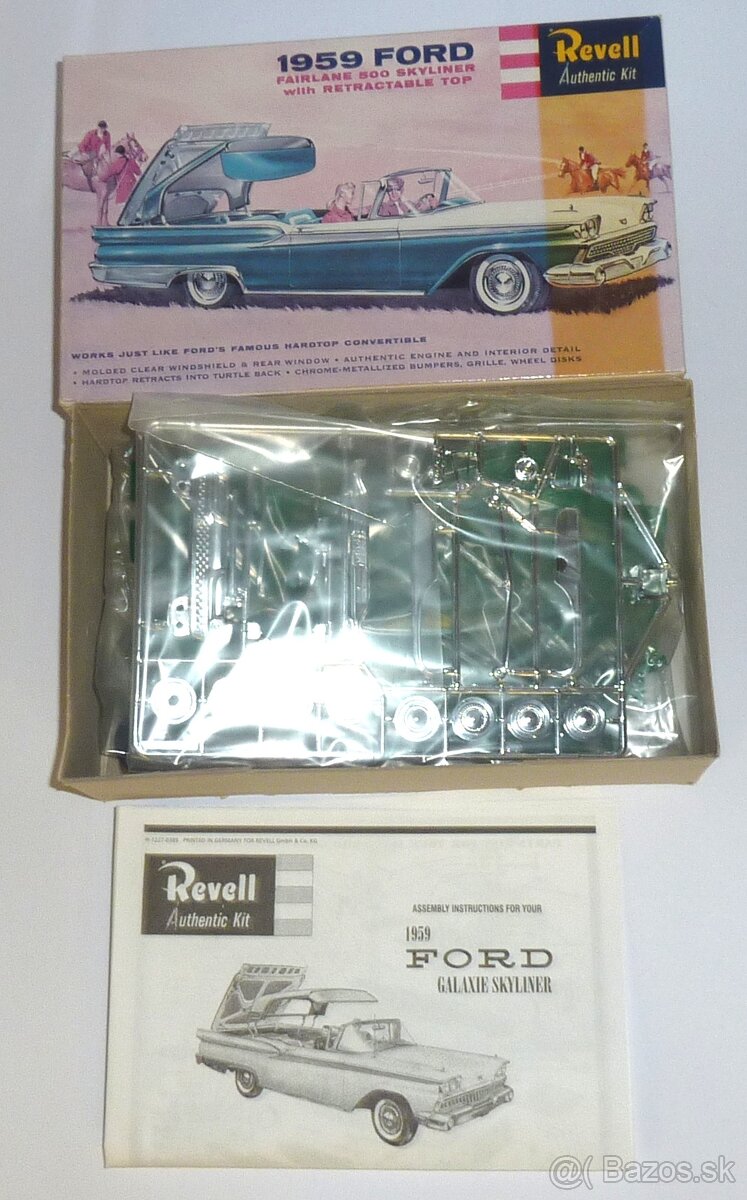 1959 FORD
FAIRLANE 500 SKYLINER
with RETRACTABLE TOP
Revell
Authentic Kit
WORKS JUST LIKE FORD'S FAMOUS HARDTOP CONVERTIBLE
• MOLDED CLEAR WINDSHIELD & REAR WINDOW • AUTHENTIC ENGINE AND INTERIOR DETAIL
• HARDTOP RETRACTS INTO TURTLE BACK • CHROME-METALLIZED BUMPERS, GRILLE, WHEEL DISKS
PRINTED IN GERMANY FOR REVELL GmbH & Co. KG
Revell
Authentic Kit
ASSEMBLY INSTRUCTIONS FOR YOUR
1959
FORD
GALAXIE SKYLINER
@( Bazos.sk